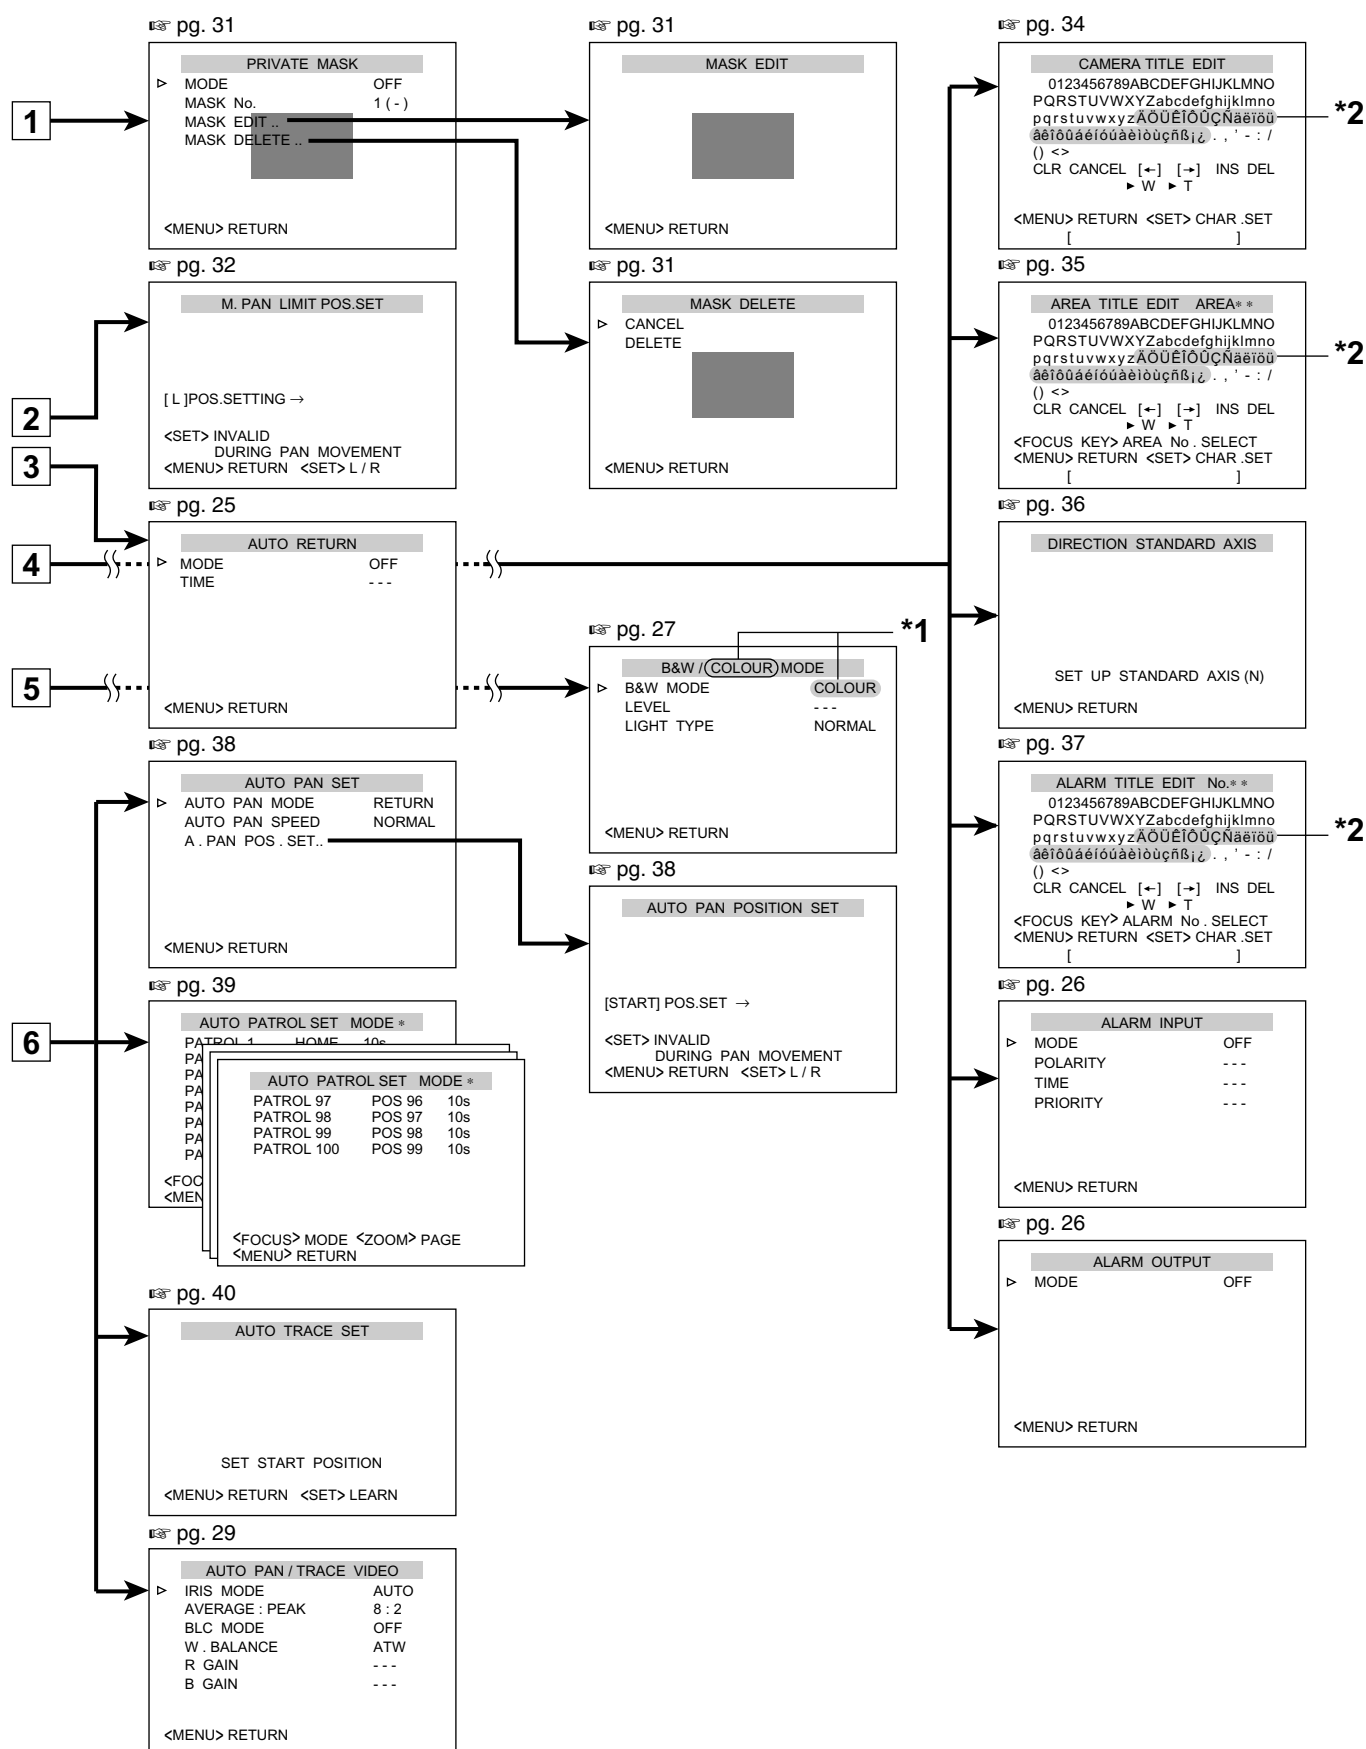 ☞ pg. 31
PRIVATE MASK
▷ MODE OFF
MASK No. 1 ( - )
MASK EDIT ..
MASK DELETE ..
<MENU> RETURN
1
☞ pg. 32
M. PAN LIMIT POS.SET
[ L ]POS.SETTING →
<SET> INVALID
DURING PAN MOVEMENT
<MENU> RETURN <SET> L / R
2
3
☞ pg. 25
AUTO RETURN
▷ MODE OFF
TIME - - -
<MENU> RETURN
4
5
☞ pg. 38
AUTO PAN SET
▷ AUTO PAN MODE RETURN
AUTO PAN SPEED NORMAL
A . PAN POS . SET..
<MENU> RETURN
☞ pg. 39
6
AUTO PATROL SET MODE *
PATROL 1 HOME 10s
PA
PA
PA
PA
PA
PA
PA
<FOC
<MEN
AUTO PATROL SET MODE *
PATROL 97 POS 96 10s
PATROL 98 POS 97 10s
PATROL 99 POS 98 10s
PATROL 100 POS 99 10s
<FOCUS> MODE <ZOOM> PAGE
<MENU> RETURN
☞ pg. 40
AUTO TRACE SET
SET START POSITION
<MENU> RETURN <SET> LEARN
☞ pg. 29
AUTO PAN / TRACE VIDEO
▷ IRIS MODE AUTO
AVERAGE : PEAK 8 : 2
BLC MODE OFF
W . BALANCE ATW
R GAIN - - -
B GAIN - - -
<MENU> RETURN
☞ pg. 31
MASK EDIT
<MENU> RETURN
☞ pg. 31
MASK DELETE
▷ CANCEL
DELETE
<MENU> RETURN
☞ pg. 27
*1
B&W / COLOUR MODE
▷ B&W MODE COLOUR
LEVEL - - -
LIGHT TYPE NORMAL
<MENU> RETURN
☞ pg. 38
AUTO PAN POSITION SET
[START] POS.SET →
<SET> INVALID
DURING PAN MOVEMENT
<MENU> RETURN <SET> L / R
☞ pg. 34
CAMERA TITLE EDIT
0123456789ABCDEFGHIJKLMNO
PQRSTUVWXYZabcdefghijklmno
pqrstuvwxyzÄÖÜÊÎÔÛÇÑäëïöü
*2
âêîôûáéíóúàèìòùçñß¡¿ . , ' - : /
() <>
CLR CANCEL [←] [→] INS DEL
► W ► T
<MENU> RETURN <SET> CHAR .SET
[ ]
☞ pg. 35
AREA TITLE EDIT AREA* *
0123456789ABCDEFGHIJKLMNO
PQRSTUVWXYZabcdefghijklmno
pqrstuvwxyzÄÖÜÊÎÔÛÇÑäëïöü
*2
âêîôûáéíóúàèìòùçñß¡¿ . , ' - : /
() <>
CLR CANCEL [←] [→] INS DEL
► W ► T
<FOCUS KEY> AREA No . SELECT
<MENU> RETURN <SET> CHAR .SET
[ ]
☞ pg. 36
DIRECTION STANDARD AXIS
SET UP STANDARD AXIS (N)
<MENU> RETURN
☞ pg. 37
ALARM TITLE EDIT No.* *
0123456789ABCDEFGHIJKLMNO
PQRSTUVWXYZabcdefghijklmno
pqrstuvwxyzÄÖÜÊÎÔÛÇÑäëïöü
*2
âêîôûáéíóúàèìòùçñß¡¿ . , ' - : /
() <>
CLR CANCEL [←] [→] INS DEL
► W ► T
<FOCUS KEY> ALARM No . SELECT
<MENU> RETURN <SET> CHAR .SET
[ ]
☞ pg. 26
ALARM INPUT
▷ MODE OFF
POLARITY - - -
TIME - - -
PRIORITY - - -
<MENU> RETURN
☞ pg. 26
ALARM OUTPUT
▷ MODE OFF
<MENU> RETURN